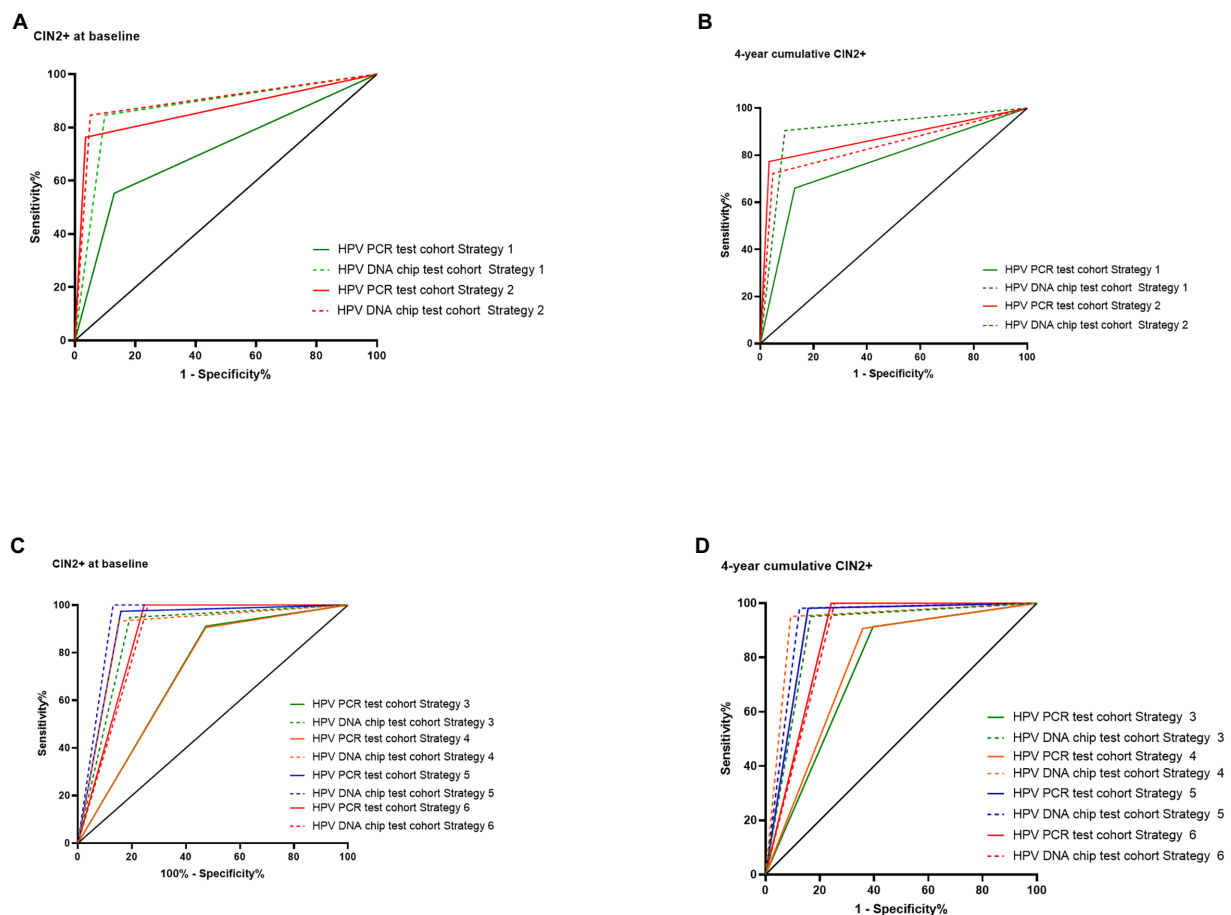 A
CIN2+ at baseline
100
80
60
40
20
0
Sensitivity%
0 20 40 60 80 100
1 - Specificity%
HPV PCR test cohort Strategy 1
HPV DNA chip test cohort Strategy 1
HPV PCR test cohort Strategy 2
HPV DNA chip test cohort Strategy 2
B
4-year cumulative CIN2+
100
80
60
40
20
0
Sensitivity%
0 20 40 60 80 100
1 - Specificity%
HPV PCR test cohort Strategy 1
HPV DNA chip test cohort Strategy 1
HPV PCR test cohort Strategy 2
HPV DNA chip test cohort Strategy 2
C
CIN2+ at baseline
100
80
60
40
20
0
Sensitivity%
0 20 40 60 80 100
100% - Specificity%
HPV PCR test cohort Strategy 3
HPV DNA chip test cohort Strategy 3
HPV PCR test cohort Strategy 4
HPV DNA chip test cohort Strategy 4
HPV PCR test cohort Strategy 5
HPV DNA chip test cohort Strategy 5
HPV PCR test cohort Strategy 6
HPV DNA chip test cohort Strategy 6
D
4-year cumulative CIN2+
100
80
60
40
20
0
Sensitivity%
0 20 40 60 80 100
1 - Specificity%
HPV PCR test cohort Strategy 3
HPV DNA chip test cohort Strategy 3
HPV PCR test cohort Strategy 4
HPV DNA chip test cohort Strategy 4
HPV PCR test cohort Strategy 5
HPV DNA chip test cohort Strategy 5
HPV PCR test cohort Strategy 6
HPV DNA chip test cohort Strategy 6